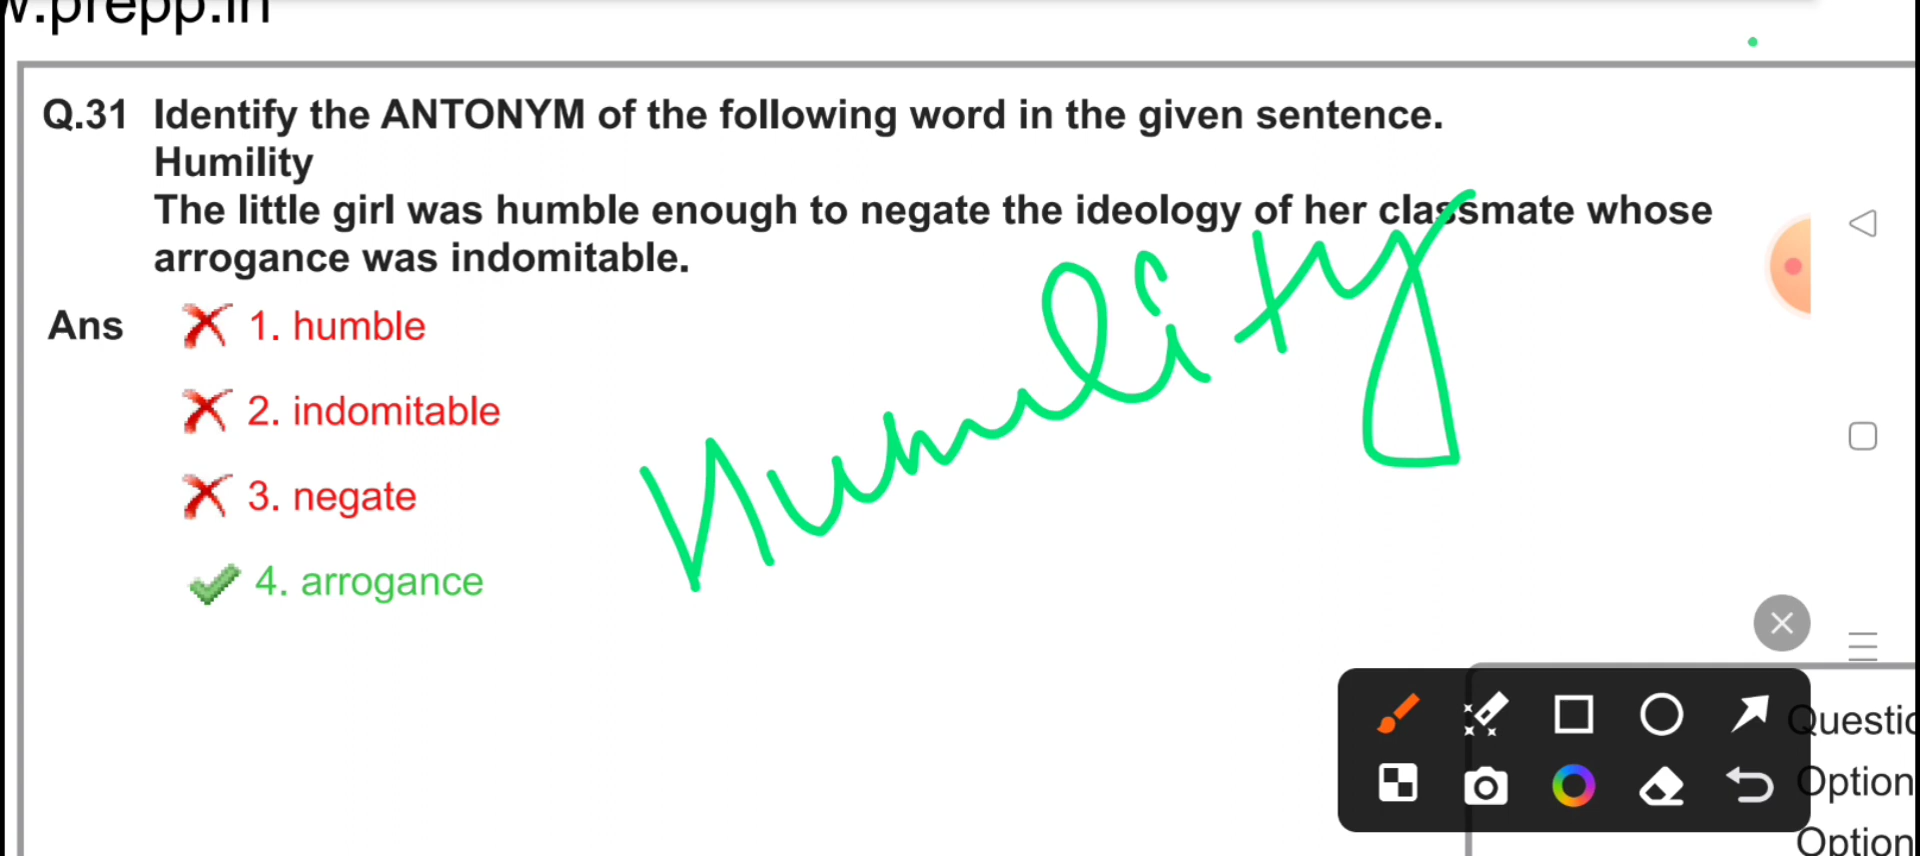 w.prepp.in
Q.31 Identify the ANTONYM of the following word in the given sentence.
Humility
The little girl was humble enough to negate the ideology of her classmate whose
arrogance was indomitable.
Ans 1. humble
2. indomitable
3. negate
4. arrogance
Humlity
Questio
Option
Option